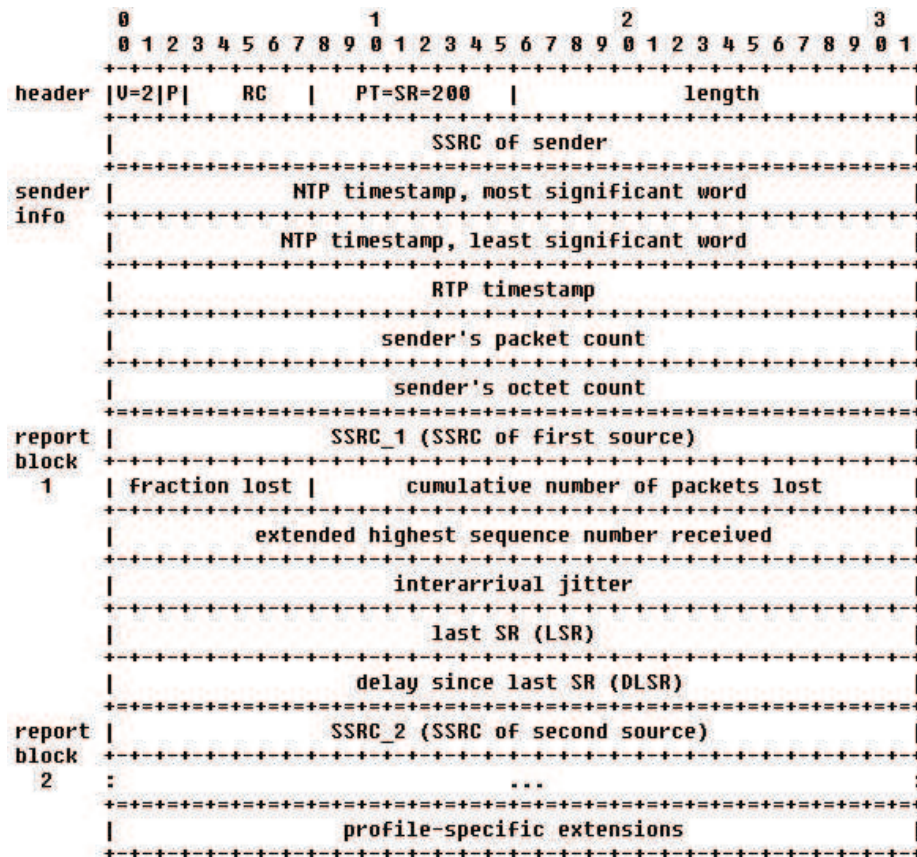 0                   1                   2                   3
 0 1 2 3 4 5 6 7 8 9 0 1 2 3 4 5 6 7 8 9 0 1 2 3 4 5 6 7 8 9 0 1
header |V=2|P| RC | PT=SR=200 | length |
| SSRC of sender |
sender | NTP timestamp, most significant word |
info
| NTP timestamp, least significant word |
| RTP timestamp |
| sender's packet count |
| sender's octet count |
report | SSRC_1 (SSRC of first source) |
block
1 | fraction lost | cumulative number of packets lost |
| extended highest sequence number received |
| interarrival jitter |
| last SR (LSR) |
| delay since last SR (DLSR) |
report | SSRC_2 (SSRC of second source) |
block
2 : ... :
| profile-specific extensions |